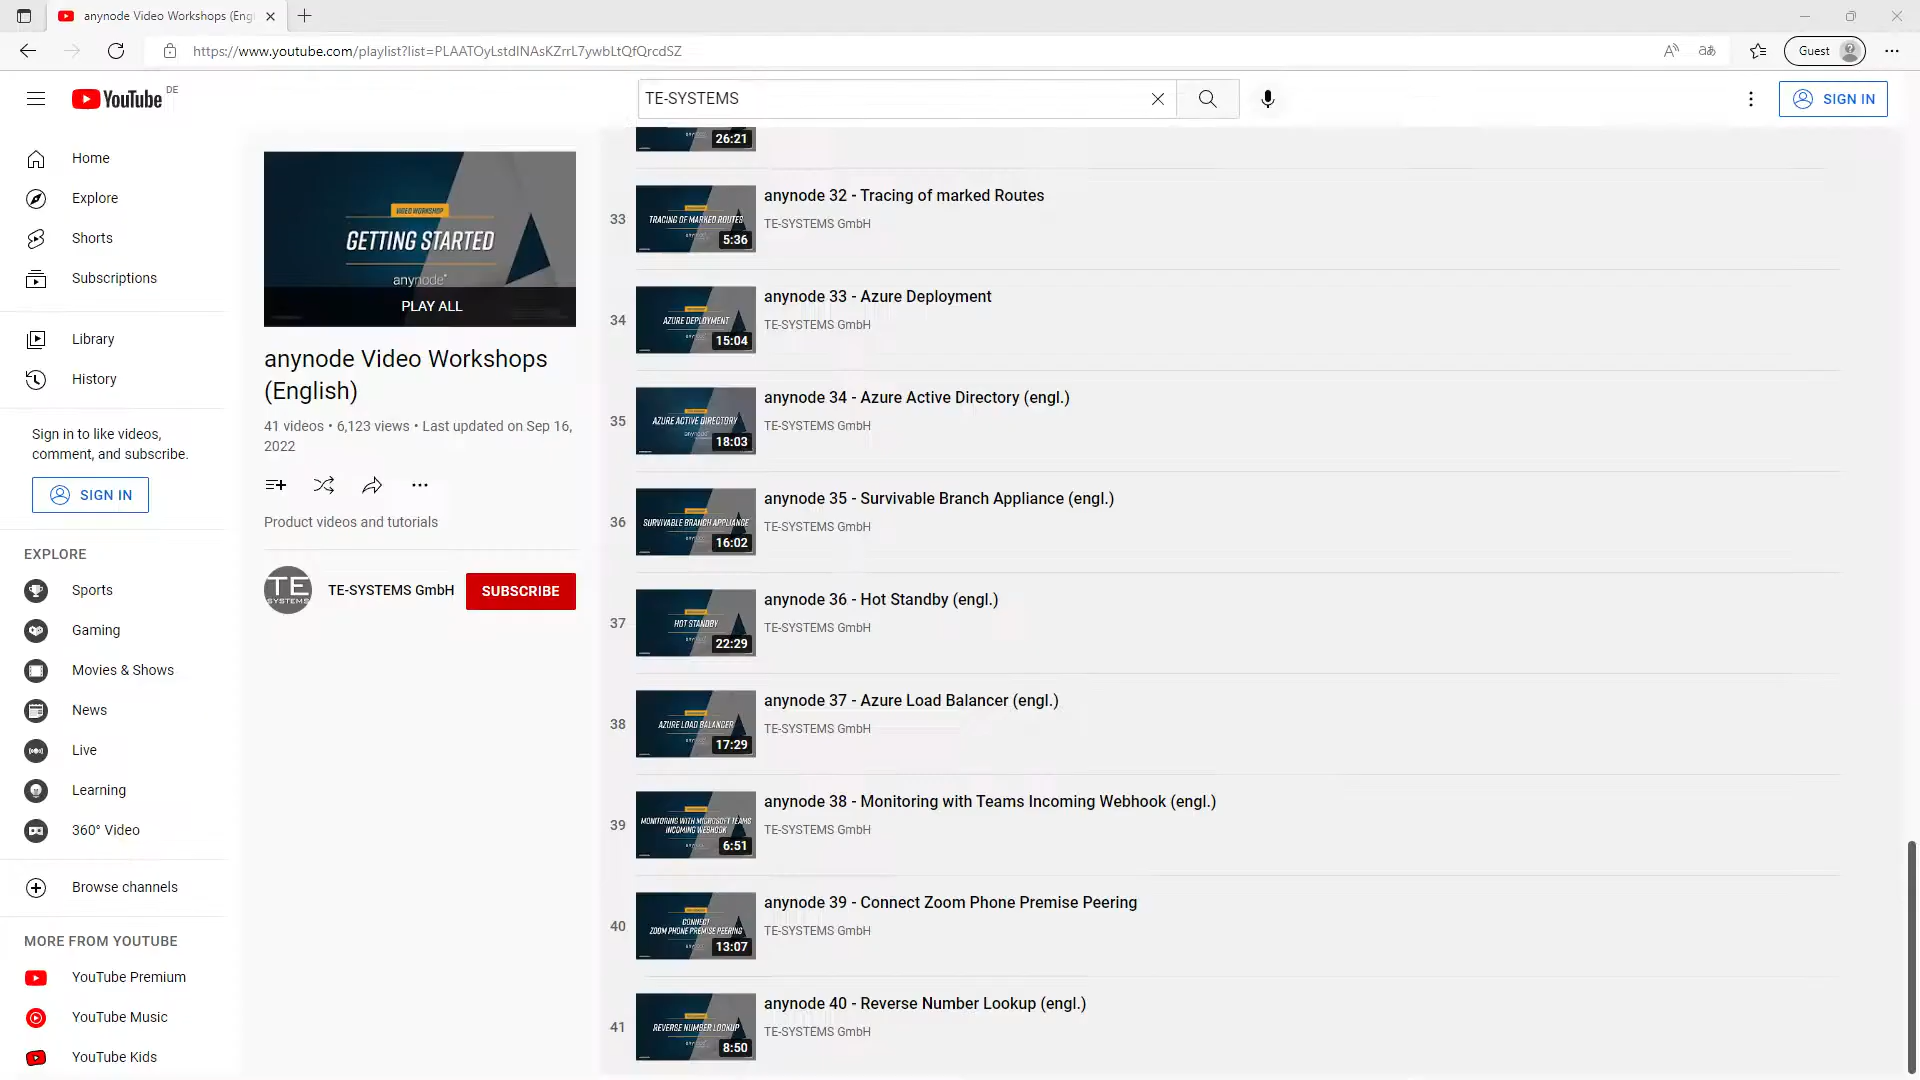 anynode Video Workshops (Eng
https://www.youtube.com/playlist?list=PLAATOyLstdINAsKZrrL7ywbLtQfQrcdSZ
Guest
YouTube
DE
TE-SYSTEMS
SIGN IN
Home
Explore
Shorts
Subscriptions
Library
History
Sign in to like videos,
comment, and subscribe.
SIGN IN
EXPLORE
Sports
Gaming
Movies & Shows
News
Live
Learning
360° Video
Browse channels
MORE FROM YOUTUBE
YouTube Premium
YouTube Music
YouTube Kids
VIDEO WORKSHOP
GETTING STARTED
anynode
PLAY ALL
anynode Video Workshops
(English)
41 videos • 6,123 views • Last updated on Sep 16,
2022
Product videos and tutorials
TE
SYSTEMS
TE-SYSTEMS GmbH
SUBSCRIBE
26:21
33
TRACING OF MARKED ROUTES
5:36
anynode 32 - Tracing of marked Routes
TE-SYSTEMS GmbH
34
AZURE DEPLOYMENT
15:04
anynode 33 - Azure Deployment
TE-SYSTEMS GmbH
35
AZURE ACTIVE DIRECTORY
18:03
anynode 34 - Azure Active Directory (engl.)
TE-SYSTEMS GmbH
36
SURVIVABLE BRANCH APPLIANCE
16:02
anynode 35 - Survivable Branch Appliance (engl.)
TE-SYSTEMS GmbH
37
HOT STANDBY
22:29
anynode 36 - Hot Standby (engl.)
TE-SYSTEMS GmbH
38
AZURE LOAD BALANCER
17:29
anynode 37 - Azure Load Balancer (engl.)
TE-SYSTEMS GmbH
39
MONITORING WITH MICROSOFT TEAMS
INCOMING WEBHOOK
6:51
anynode 38 - Monitoring with Teams Incoming Webhook (engl.)
TE-SYSTEMS GmbH
40
CONNECT
ZOOM PHONE PREMISE PEERING
13:07
anynode 39 - Connect Zoom Phone Premise Peering
TE-SYSTEMS GmbH
41
REVERSE NUMBER LOOKUP
8:50
anynode 40 - Reverse Number Lookup (engl.)
TE-SYSTEMS GmbH